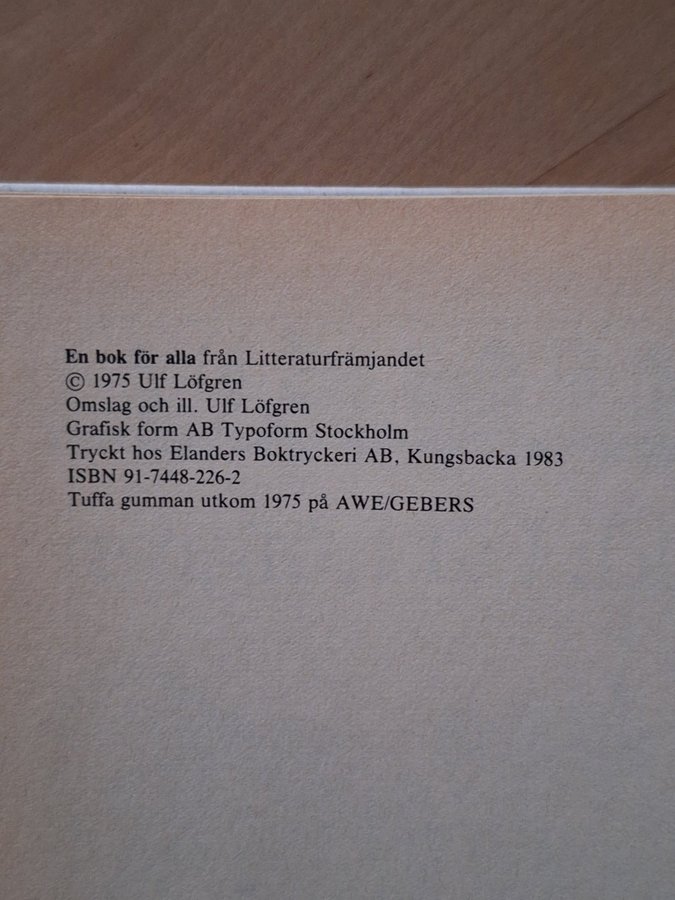 En bok för alla från Litteraturfrämjandet
© 1975 Ulf Löfgren
Omslag och ill. Ulf Löfgren
Grafisk form AB Typoform Stockholm
Tryckt hos Elanders Boktryckeri AB, Kungsbacka 1983
ISBN 91-7448-226-2
Tuffa gumman utkom 1975 på AWE/GEBERS